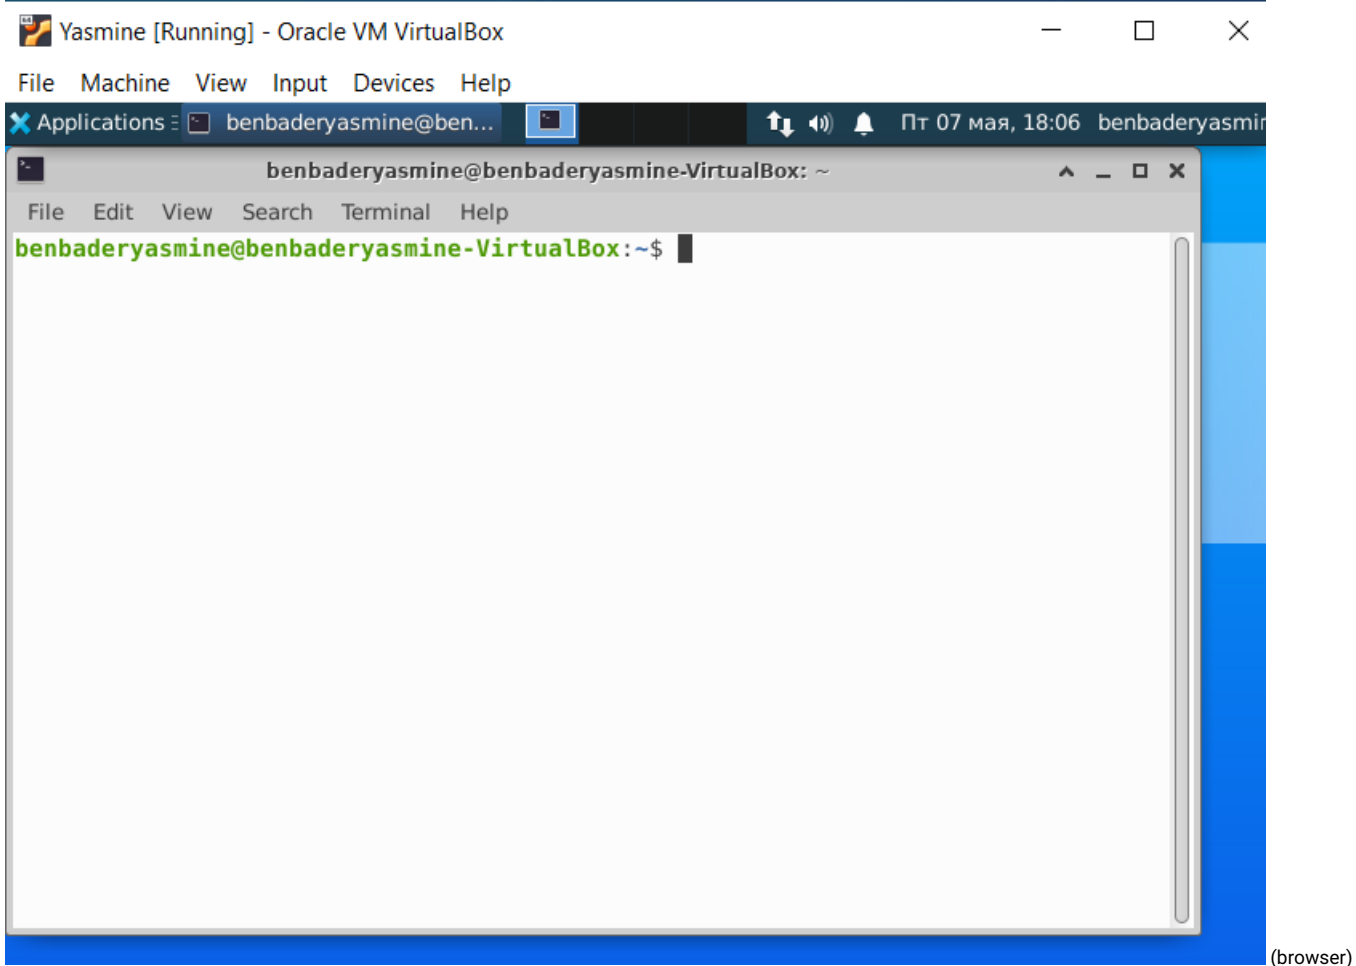 Yasmine [Running] - Oracle VM VirtualBox
File Machine View Input Devices Help
Applications benbaderyasmine@ben... Пт 07 мая, 18:06 benbaderyasmin
benbaderyasmine@benbaderyasmine-VirtualBox: ~
File Edit View Search Terminal Help
benbaderyasmine@benbaderyasmine-VirtualBox:~$
(browser)